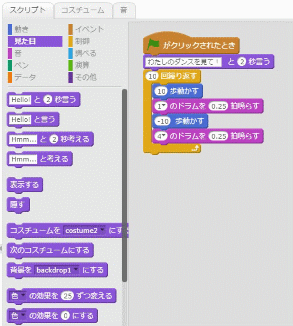 スクリプト コスチューム 音
動き イベント
見た目 制御
音 調べる
ペン 演算
データ その他
Hello! と 2 秒言う
Hello! と言う
Hmm... と 2 秒考える
Hmm... と考える
表示する
隠す
コスチュームを costume2 にす
次のコスチュームにする
背景を backdrop1 にする
色 の効果を 25 ずつ変える
色 の効果を 0 にする
がクリックされたとき
わたしのダンスを見て! と 2 秒言う
10 回繰り返す
10 歩動かす
1 のドラムを 0.25 拍鳴らす
-10 歩動かす
4 のドラムを 0.25 拍鳴らす